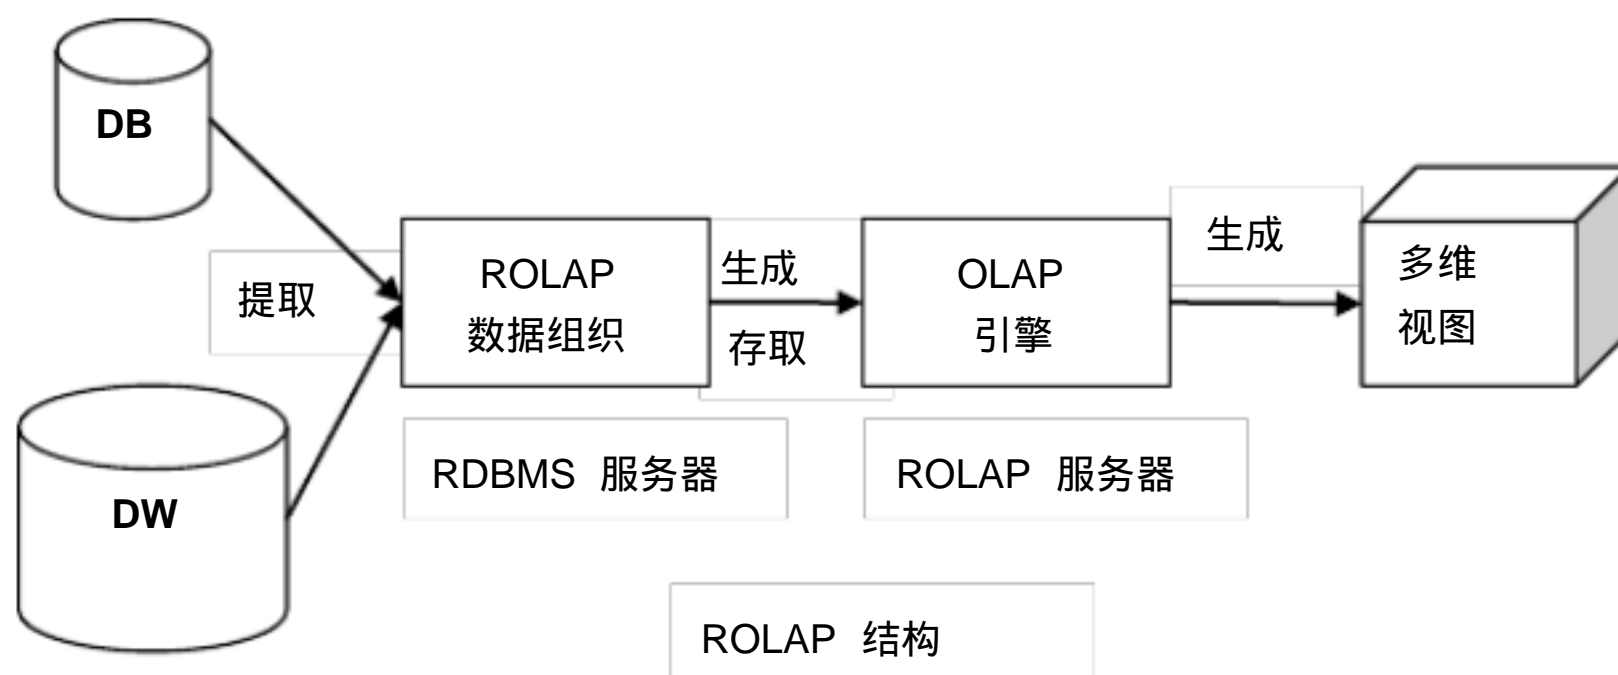 DB
生成
ROLAP
数据组织
生成
存取
OLAP
引擎
多维
视图
提取
RDBMS 服务器
ROLAP 服务器
DW
ROLAP 结构